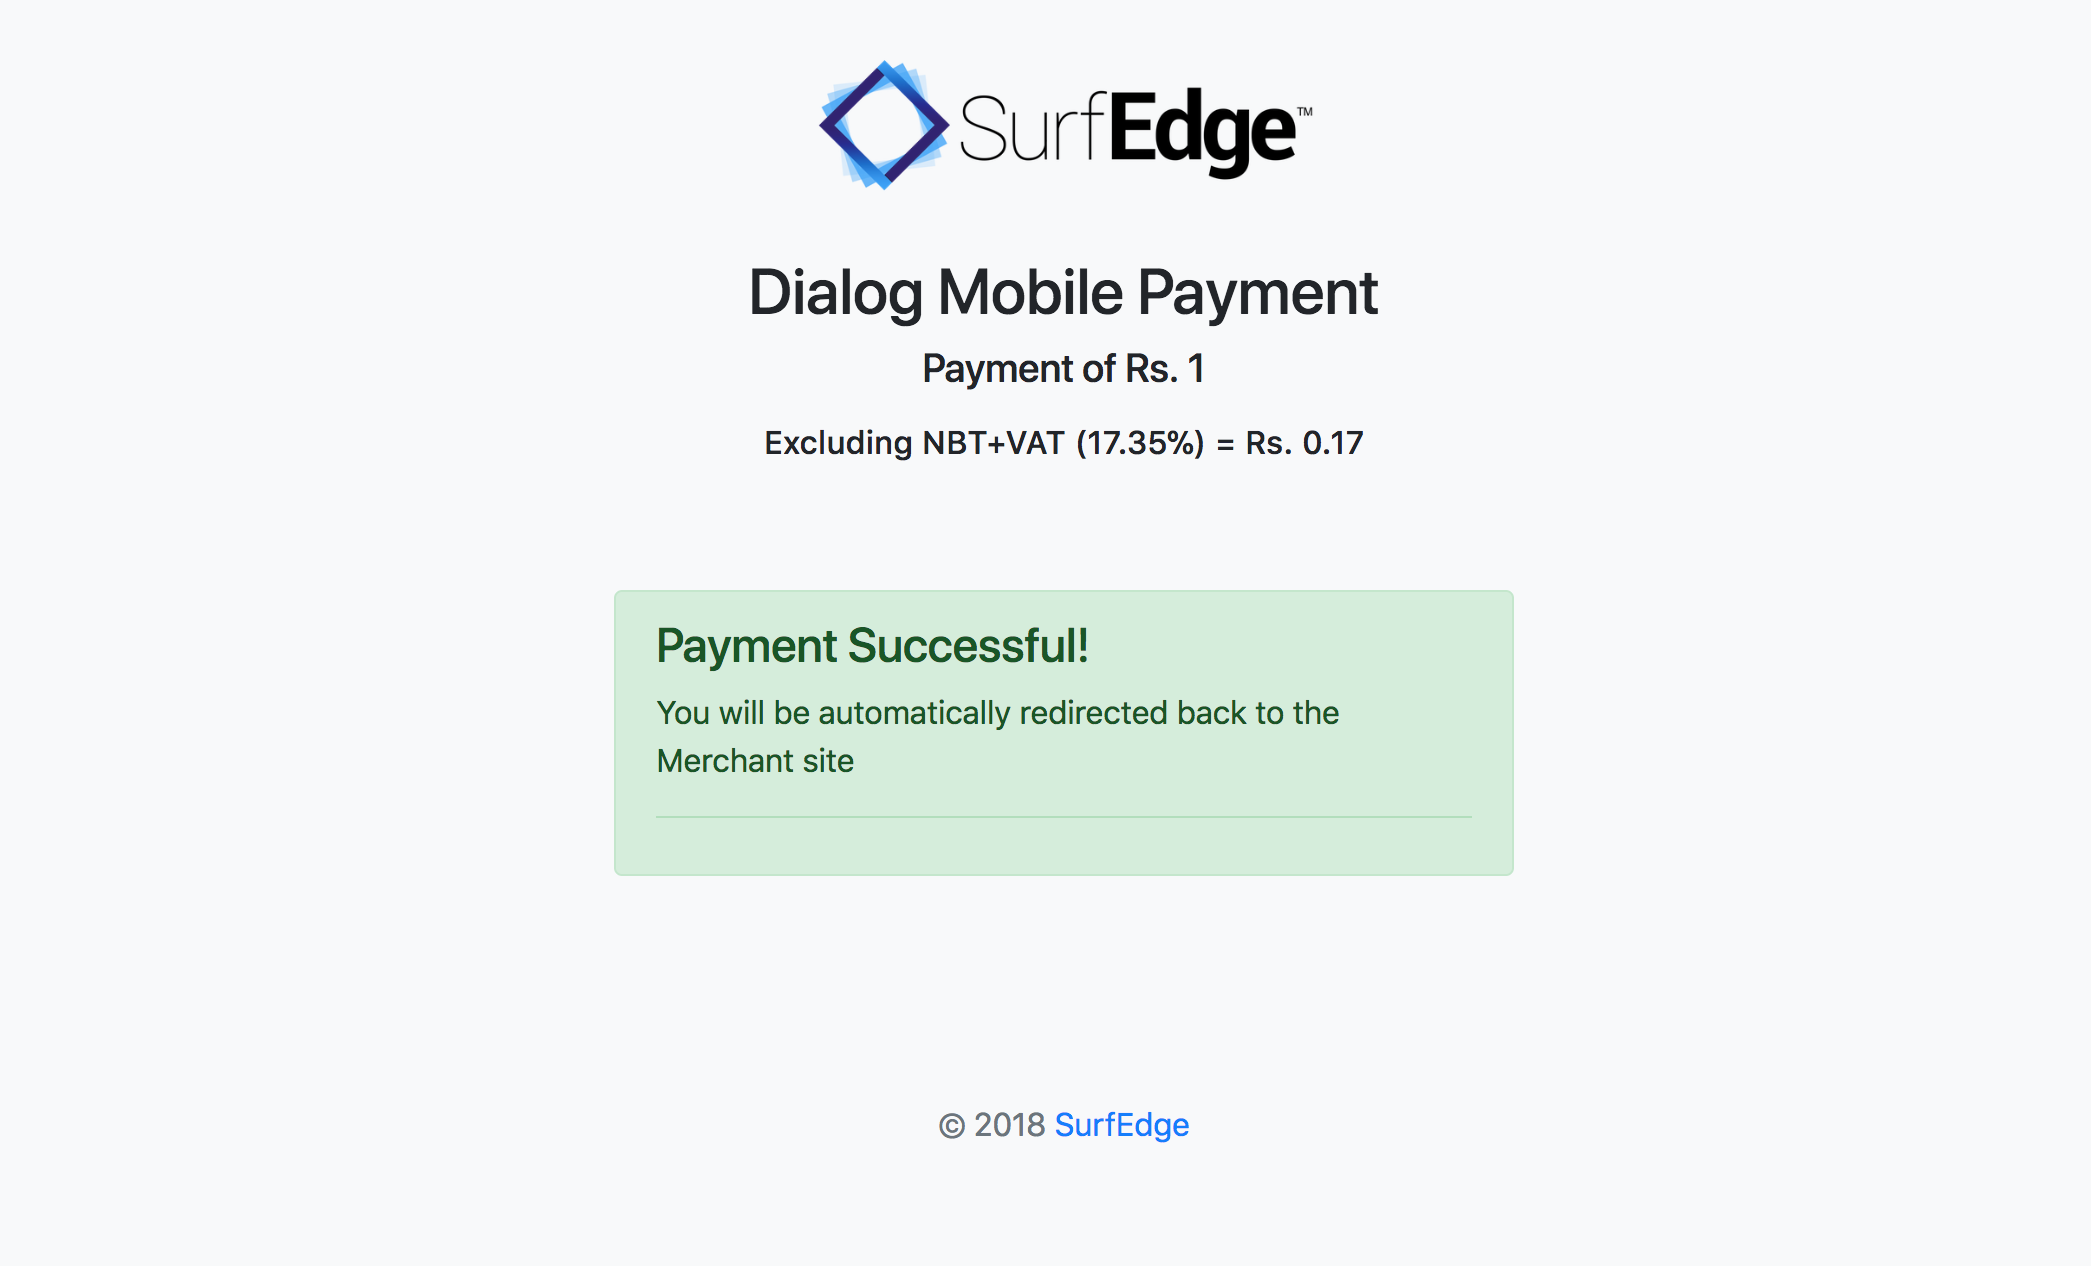 SurfEdge™
Dialog Mobile Payment
Payment of Rs. 1
Excluding NBT+VAT (17.35%) = Rs. 0.17
Payment Successful!
You will be automatically redirected back to the
Merchant site
© 2018 SurfEdge